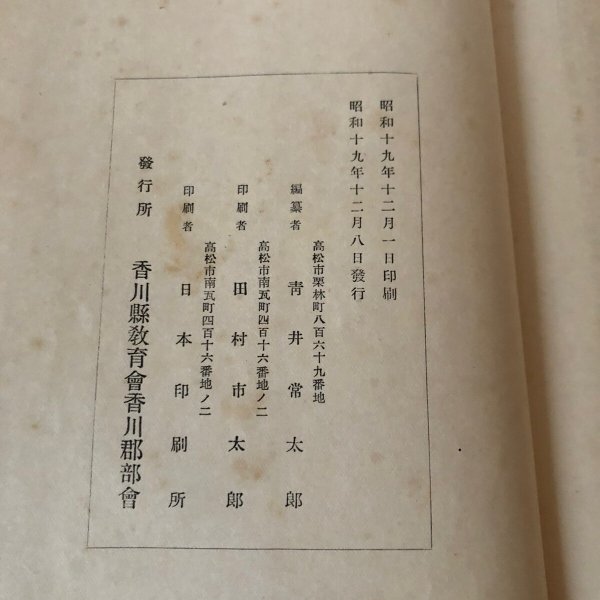 昭和十九年十二月一日印刷
昭和十九年十二月八日發行
高松市栗林町八百六十九番地
編纂者 靑井常太郎
高松市南瓦町四百十六番地ノ二
印刷者 田村市太郎
高松市南瓦町四百十六番地ノ二
印刷者 日本印刷所
發行所 香川縣敎育會香川郡部會